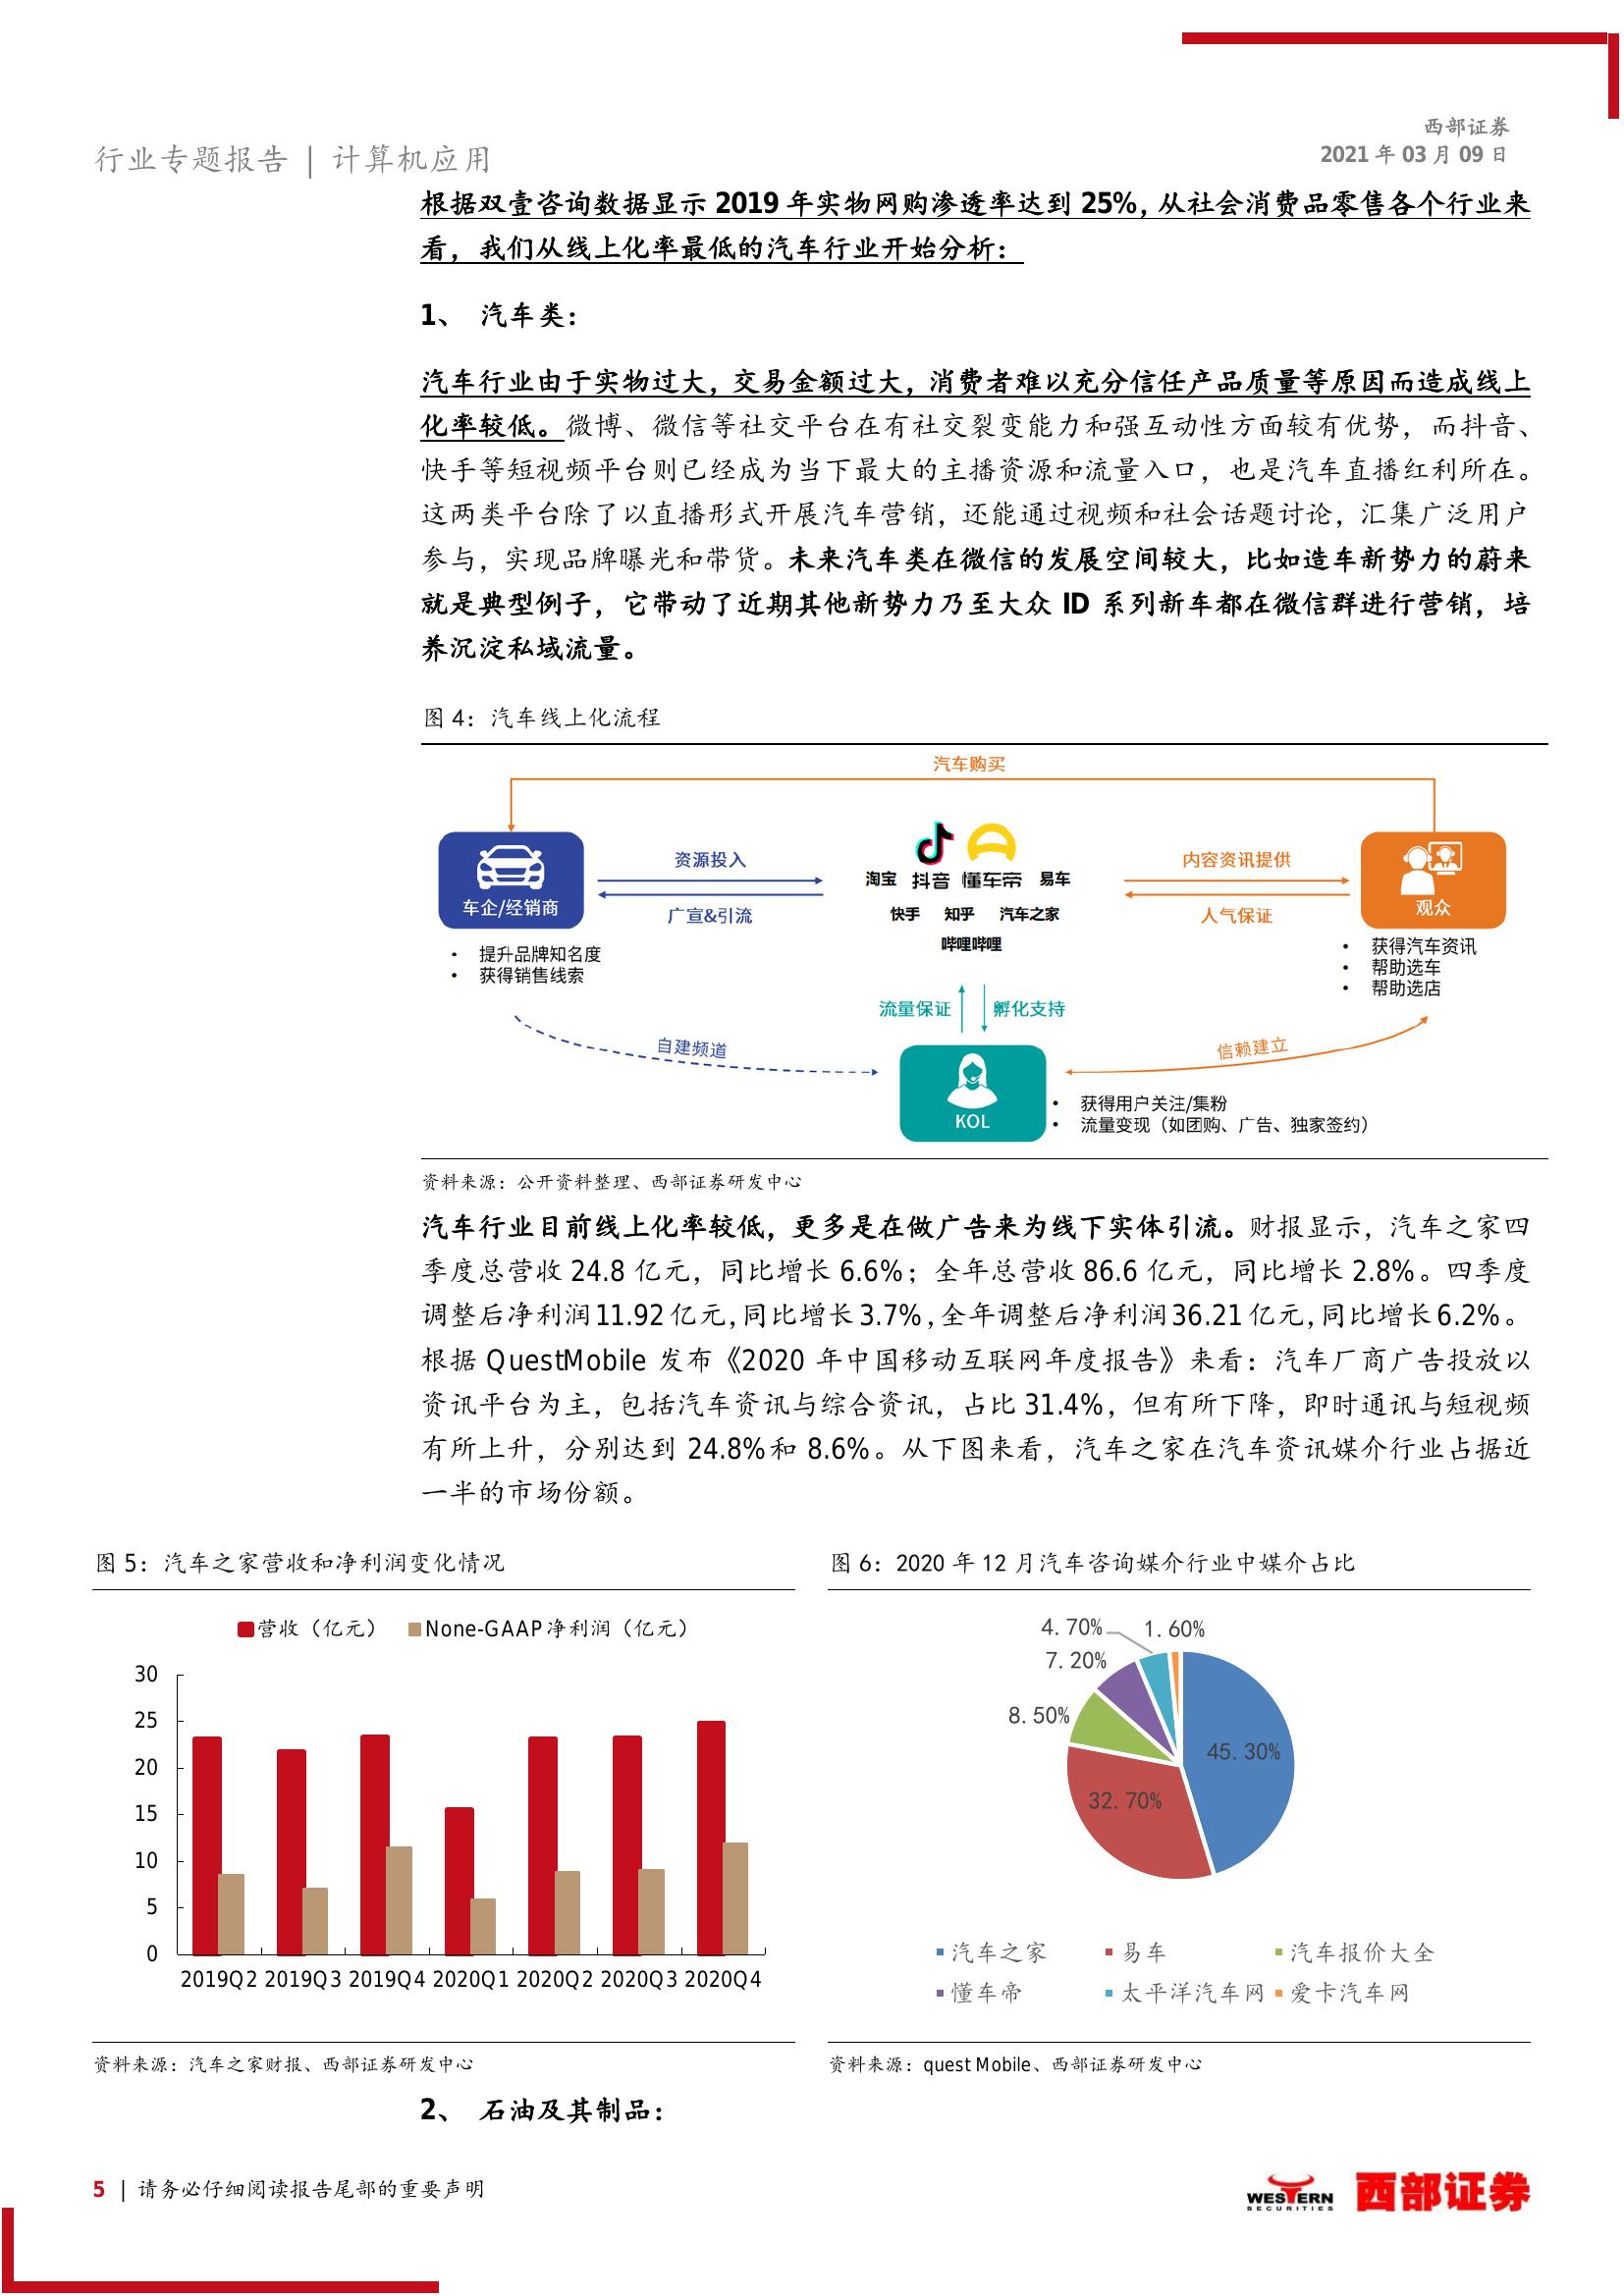 西部证券
行业专题报告 | 计算机应用
2021 年 03 月 09 日
根据双壹咨询数据显示 2019 年实物网购渗透率达到 25%，从社会消费品零售各个行业来
看，我们从线上化率最低的汽车行业开始分析：
1、 汽车类：
汽车行业由于实物过大，交易金额过大，消费者难以充分信任产品质量等原因而造成线上
化率较低。微博、微信等社交平台在有社交裂变能力和强互动性方面较有优势，而抖音、
快手等短视频平台则已经成为当下最大的主播资源和流量入口，也是汽车直播红利所在。
这两类平台除了以直播形式开展汽车营销，还能通过视频和社会话题讨论，汇集广泛用户
参与，实现品牌曝光和带货。未来汽车类在微信的发展空间较大，比如造车新势力的蔚来
就是典型例子，它带动了近期其他新势力乃至大众 ID 系列新车都在微信群进行营销，培
养沉淀私域流量。
图 4：汽车线上化流程
汽车购买
车企/经销商
资源投入
广宣&引流
淘宝 抖音 懂车帝 易车
快手 知乎 汽车之家
哔哩哔哩
内容资讯提供
人气保证
观众
• 提升品牌知名度
• 获得销售线索
• 获得汽车资讯
• 帮助选车
• 帮助选店
流量保证 孵化支持
自建频道
信赖建立
KOL
• 获得用户关注/集粉
• 流量变现（如团购、广告、独家签约）
资料来源：公开资料整理、西部证券研发中心
汽车行业目前线上化率较低，更多是在做广告来为线下实体引流。财报显示，汽车之家四
季度总营收 24.8 亿元，同比增长 6.6%；全年总营收 86.6 亿元，同比增长 2.8%。四季度
调整后净利润 11.92 亿元，同比增长 3.7%，全年调整后净利润 36.21 亿元，同比增长 6.2%。
根据 QuestMobile 发布《2020 年中国移动互联网年度报告》来看：汽车厂商广告投放以
资讯平台为主，包括汽车资讯与综合资讯，占比 31.4%，但有所下降，即时通讯与短视频
有所上升，分别达到 24.8%和 8.6%。从下图来看，汽车之家在汽车资讯媒介行业占据近
一半的市场份额。
图 5：汽车之家营收和净利润变化情况
营收（亿元） None-GAAP净利润（亿元）
30
25
20
15
10
5
0
2019Q2 2019Q3 2019Q4 2020Q1 2020Q2 2020Q3 2020Q4
资料来源：汽车之家财报、西部证券研发中心
图 6：2020 年 12 月汽车咨询媒介行业中媒介占比
4.70% 1.60%
7.20%
8.50%
45.30%
32.70%
汽车之家 易车 汽车报价大全
懂车帝 太平洋汽车网 爱卡汽车网
资料来源：quest Mobile、西部证券研发中心
2、 石油及其制品：
5 | 请务必仔细阅读报告尾部的重要声明
WESTERN
SECURITIES
西部证券